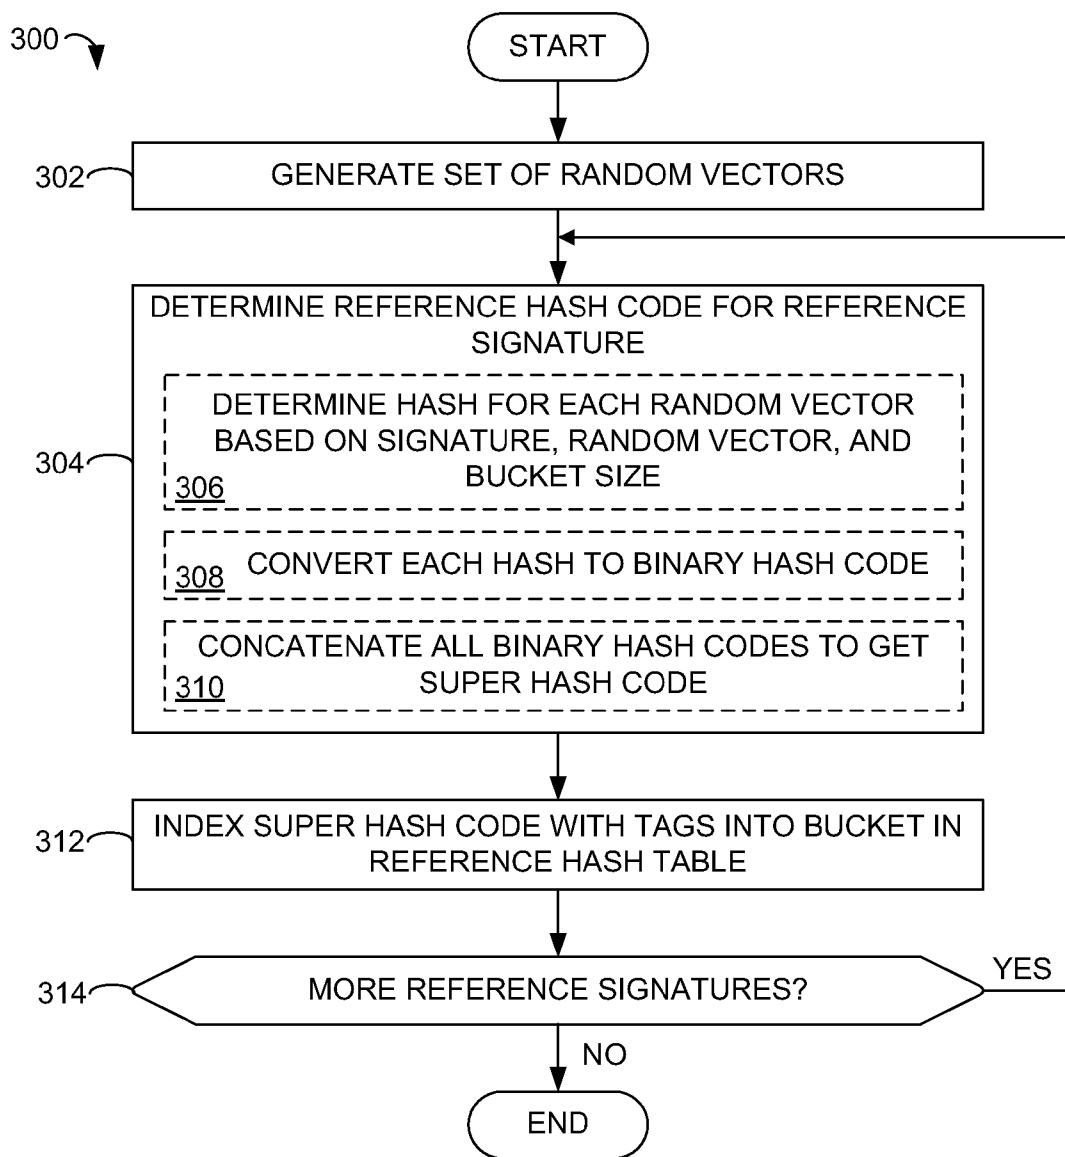 300
START
302
GENERATE SET OF RANDOM VECTORS
DETERMINE REFERENCE HASH CODE FOR REFERENCE
SIGNATURE
304
DETERMINE HASH FOR EACH RANDOM VECTOR
BASED ON SIGNATURE, RANDOM VECTOR, AND
BUCKET SIZE
306
CONVERT EACH HASH TO BINARY HASH CODE
308
CONCATENATE ALL BINARY HASH CODES TO GET
SUPER HASH CODE
310
312
INDEX SUPER HASH CODE WITH TAGS INTO BUCKET IN
REFERENCE HASH TABLE
314
MORE REFERENCE SIGNATURES?
YES
NO
END